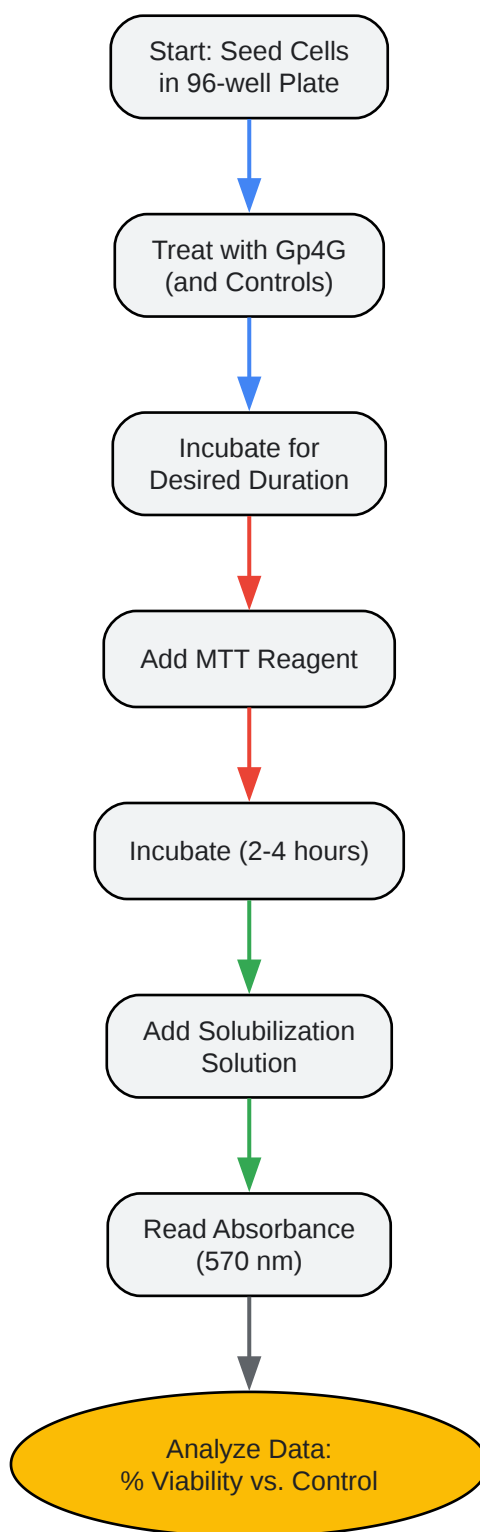 Start: Seed Cells
in 96-well Plate
Treat with Gp4G
(and Controls)
Incubate for
Desired Duration
Add MTT Reagent
Incubate (2-4 hours)
Add Solubilization
Solution
Read Absorbance
(570 nm)
Analyze Data:
% Viability vs. Control